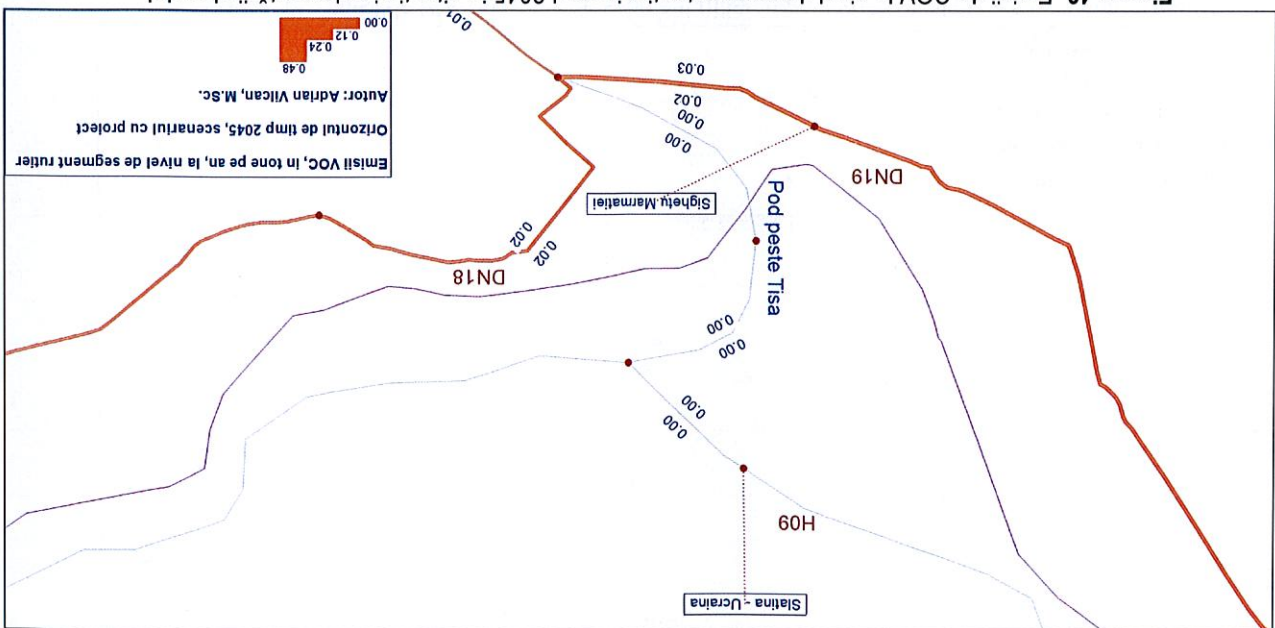 Slatina - Ucraina
H09
0.00
0.00
0.00
0.00
DN18
0.02
0.02
Pod peste Tisa
Sighetu Marmatiei
DN19
0.00
0.00
0.02
0.03
0.01
Emisii VOC, in tone pe an, la nivel de segment rutier
Orizontul de timp 2045, scenariul cu proiect
Autor: Adrian Vilcan, M.Sc.
0.48
0.24
0.12
0.00